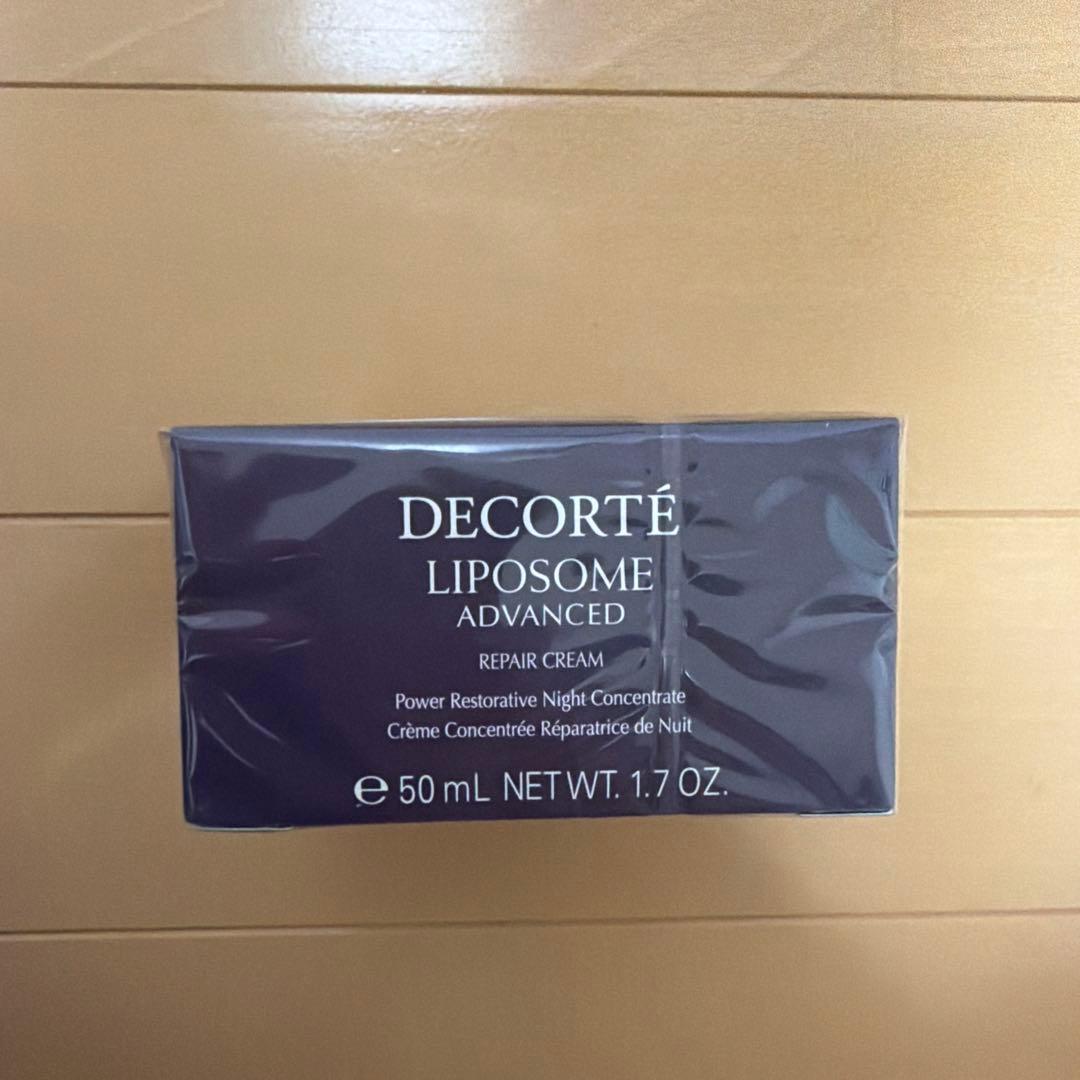 DECORTÉ
LIPOSOME
ADVANCED
REPAIR CREAM
Power Restorative Night Concentrate
Crème Concentrée Réparatrice de Nuit
℮ 50 mL NET WT. 1.7 OZ.